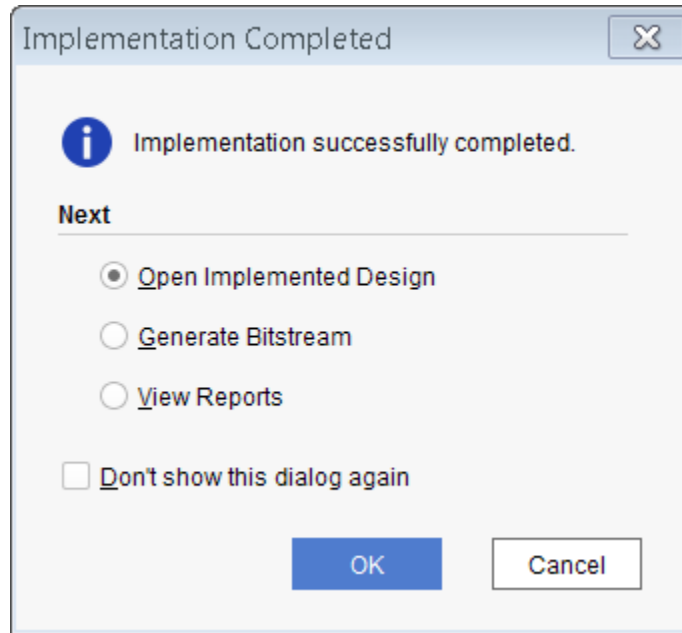 Implementation Completed
Implementation successfully completed.
Next
Open Implemented Design
Generate Bitstream
View Reports
Don't show this dialog again
OK
Cancel